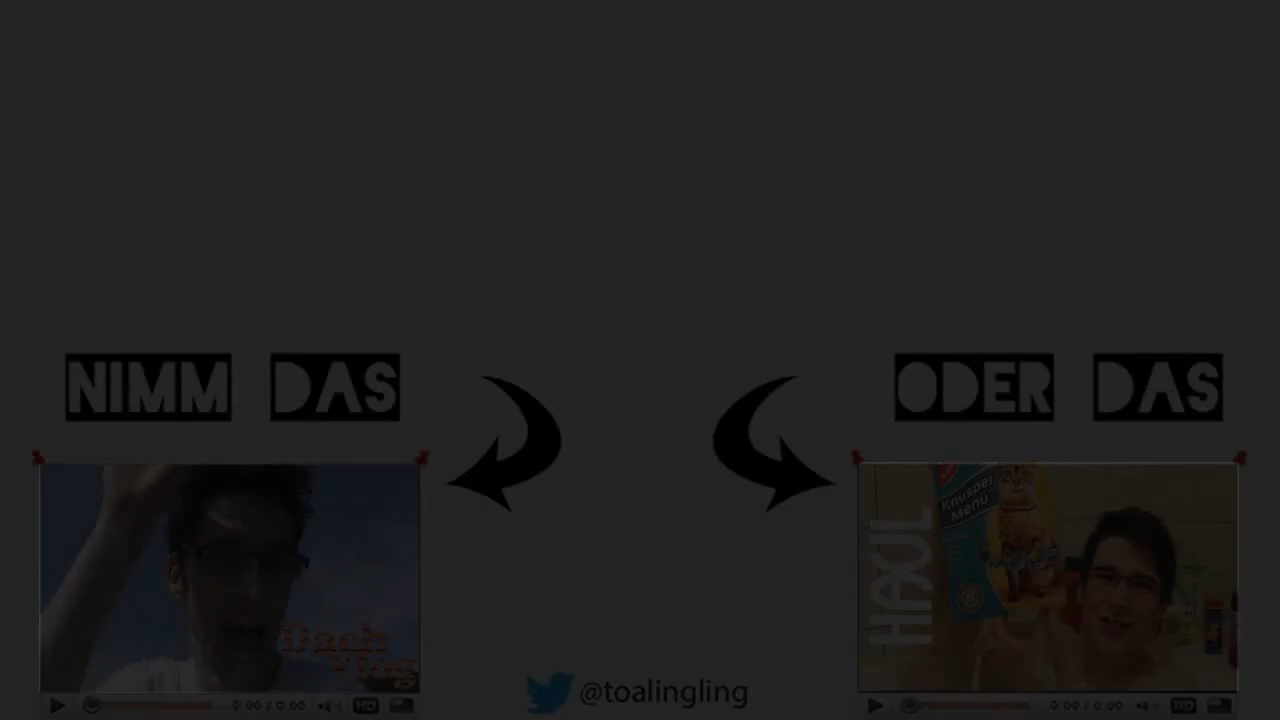 NIMM DAS
ODER DAS
Knusper
Menü
HAUL
Dach
Vlog
@toalingling
0:00 / 0:00
HD
0:00 / 0:00
HD